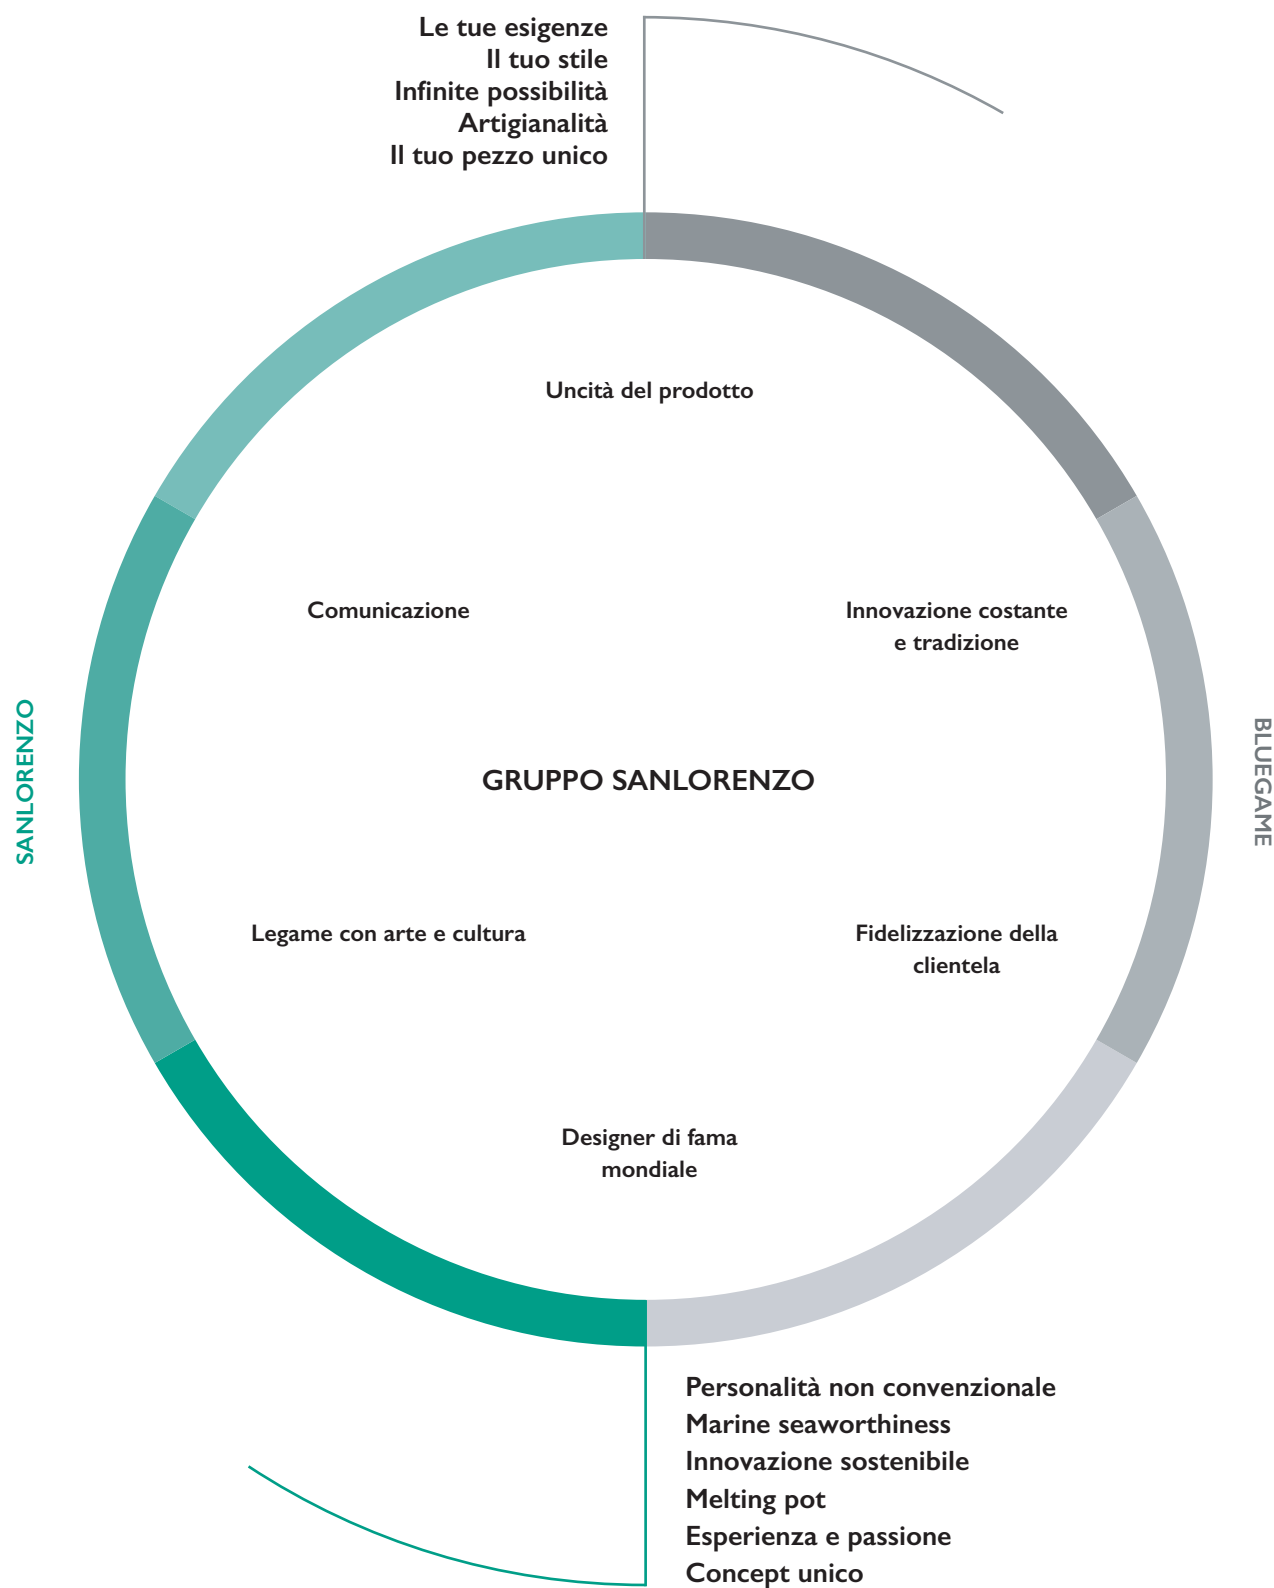 Le tue esigenze
Il tuo stile
Infinite possibilità
Artigianalità
Il tuo pezzo unico
Uncità del prodotto
Comunicazione
Innovazione costante
e tradizione
SANLORENZO
GRUPPO SANLORENZO
BLUEGAME
Legame con arte e cultura
Fidelizzazione della
clientela
Designer di fama
mondiale
Personalità non convenzionale
Marine seaworthiness
Innovazione sostenibile
Melting pot
Esperienza e passione
Concept unico